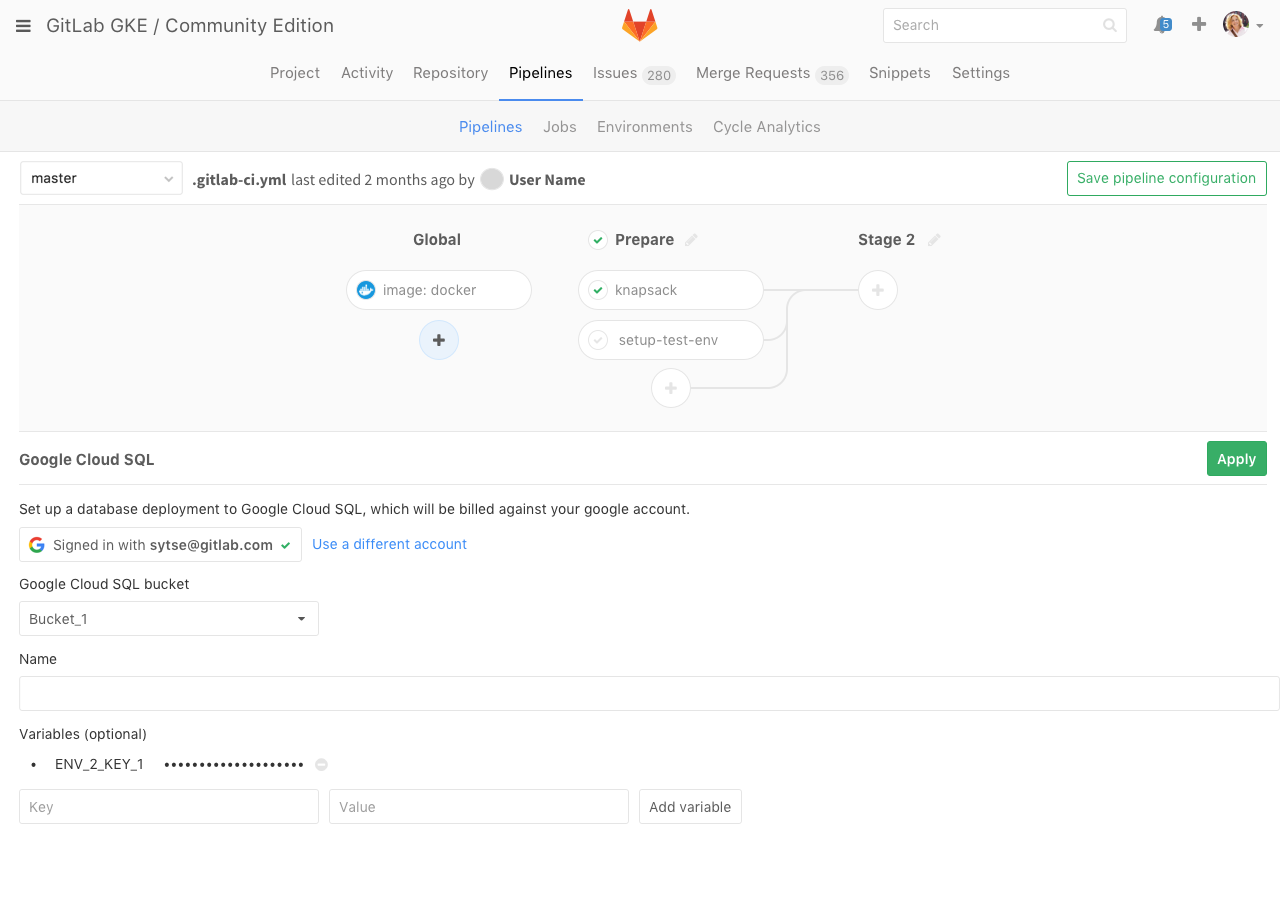 GitLab GKE / Community Edition
Search
5
Project Activity Repository Pipelines Issues 280 Merge Requests 356 Snippets Settings
Pipelines Jobs Environments Cycle Analytics
master .gitlab-ci.yml last edited 2 months ago by User Name Save pipeline configuration
Global Prepare Stage 2
image: docker knapsack
setup-test-env
Google Cloud SQL Apply
Set up a database deployment to Google Cloud SQL, which will be billed against your google account.
Signed in with sytse@gitlab.com Use a different account
Google Cloud SQL bucket
Bucket_1
Name
Variables (optional)
• ENV_2_KEY_1 ••••••••••••••••••••
Key Value Add variable